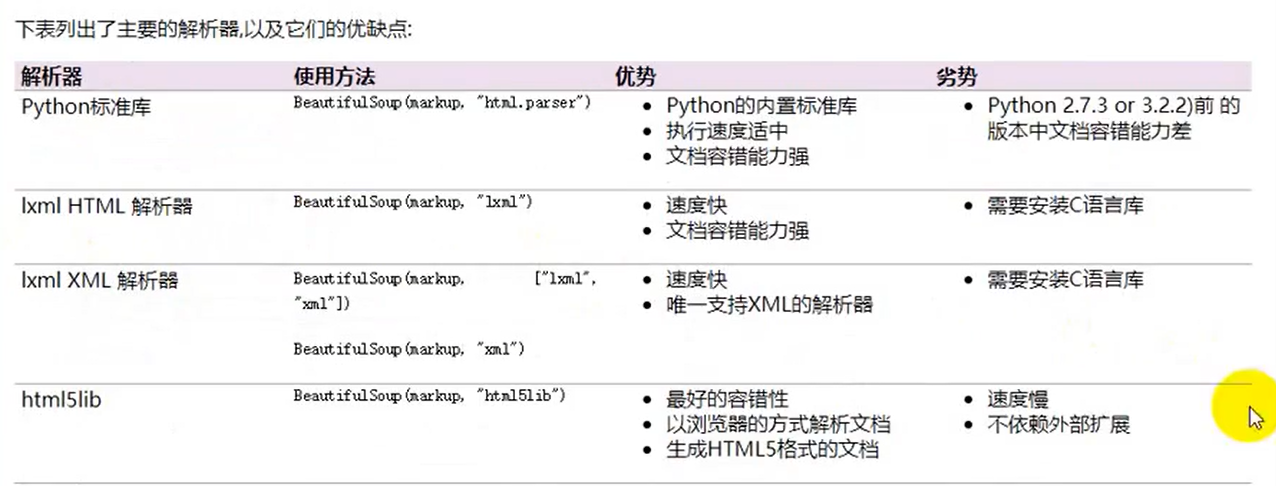 下表列出了主要的解析器,以及它们的优缺点:
解析器 使用方法 优势 劣势
Python标准库 BeautifulSoup(markup, "html.parser")
• Python的内置标准库
• 执行速度适中
• 文档容错能力强
• Python 2.7.3 or 3.2.2)前 的
版本中文档容错能力差
lxml HTML 解析器 BeautifulSoup(markup, "lxml")
• 速度快
• 文档容错能力强
• 需要安装C语言库
lxml XML 解析器 BeautifulSoup(markup, ["lxml",
"xml"])
BeautifulSoup(markup, "xml")
• 速度快
• 唯一支持XML的解析器
• 需要安装C语言库
html5lib BeautifulSoup(markup, "html5lib")
• 最好的容错性
• 以浏览器的方式解析文档
• 生成HTML5格式的文档
• 速度慢
• 不依赖外部扩展